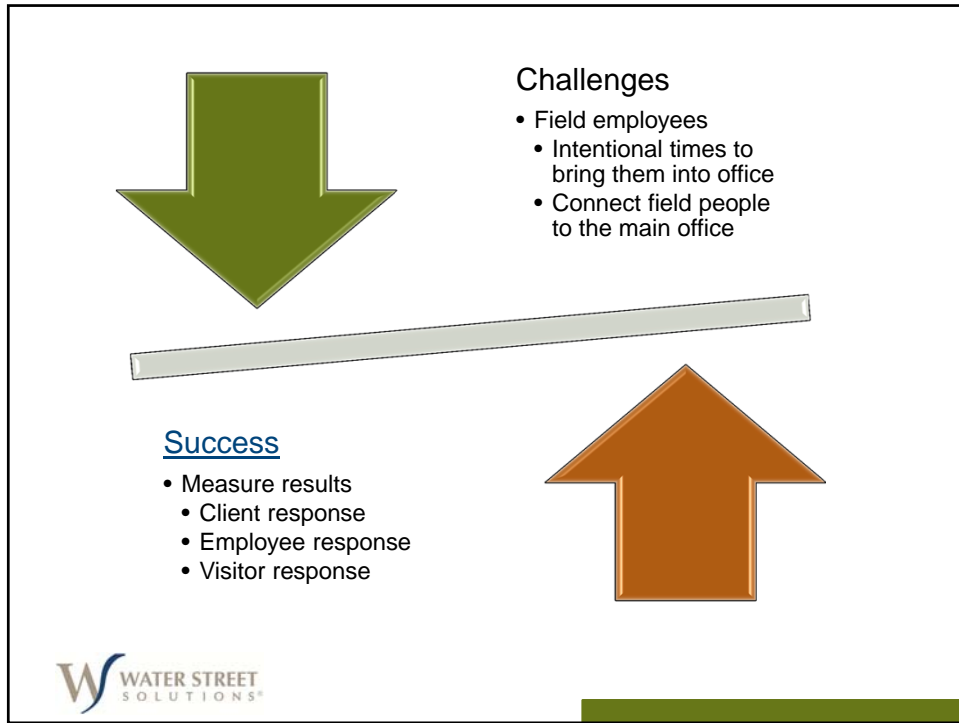 Challenges
• Field employees
• Intentional times to
bring them into office
• Connect field people
to the main office
Success
• Measure results
• Client response
• Employee response
• Visitor response
WS WATER STREET
SOLUTIONS®